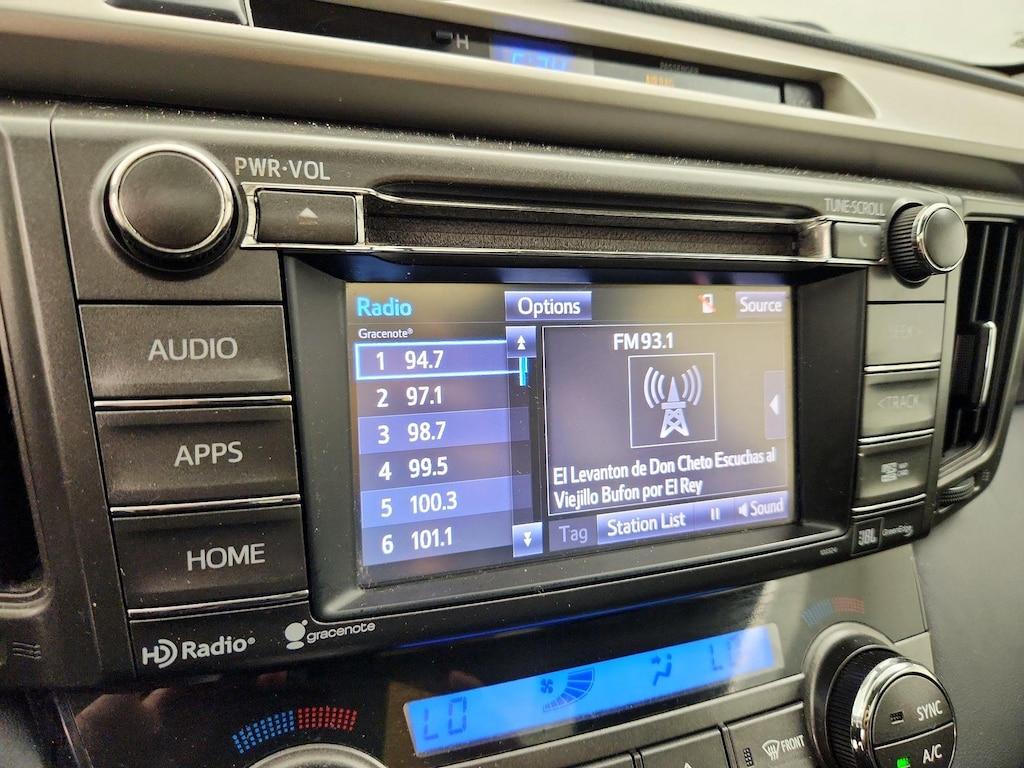 H
PASSENGER
PWR·VOL
TUNE·SCROLL
AUDIO
APPS
HOME
Radio
Options
Source
Gracenote®
1 94.7
2 97.1
3 98.7
4 99.5
5 100.3
6 101.1
FM 93.1
El Levanton de Don Cheto Escuchas al
Viejillo Bufon por El Rey
Tag
Station List
Sound
<TRACK
JBL GreenEdge
HD Radio®
gracenote
LO
FRONT
SYNC
A/C